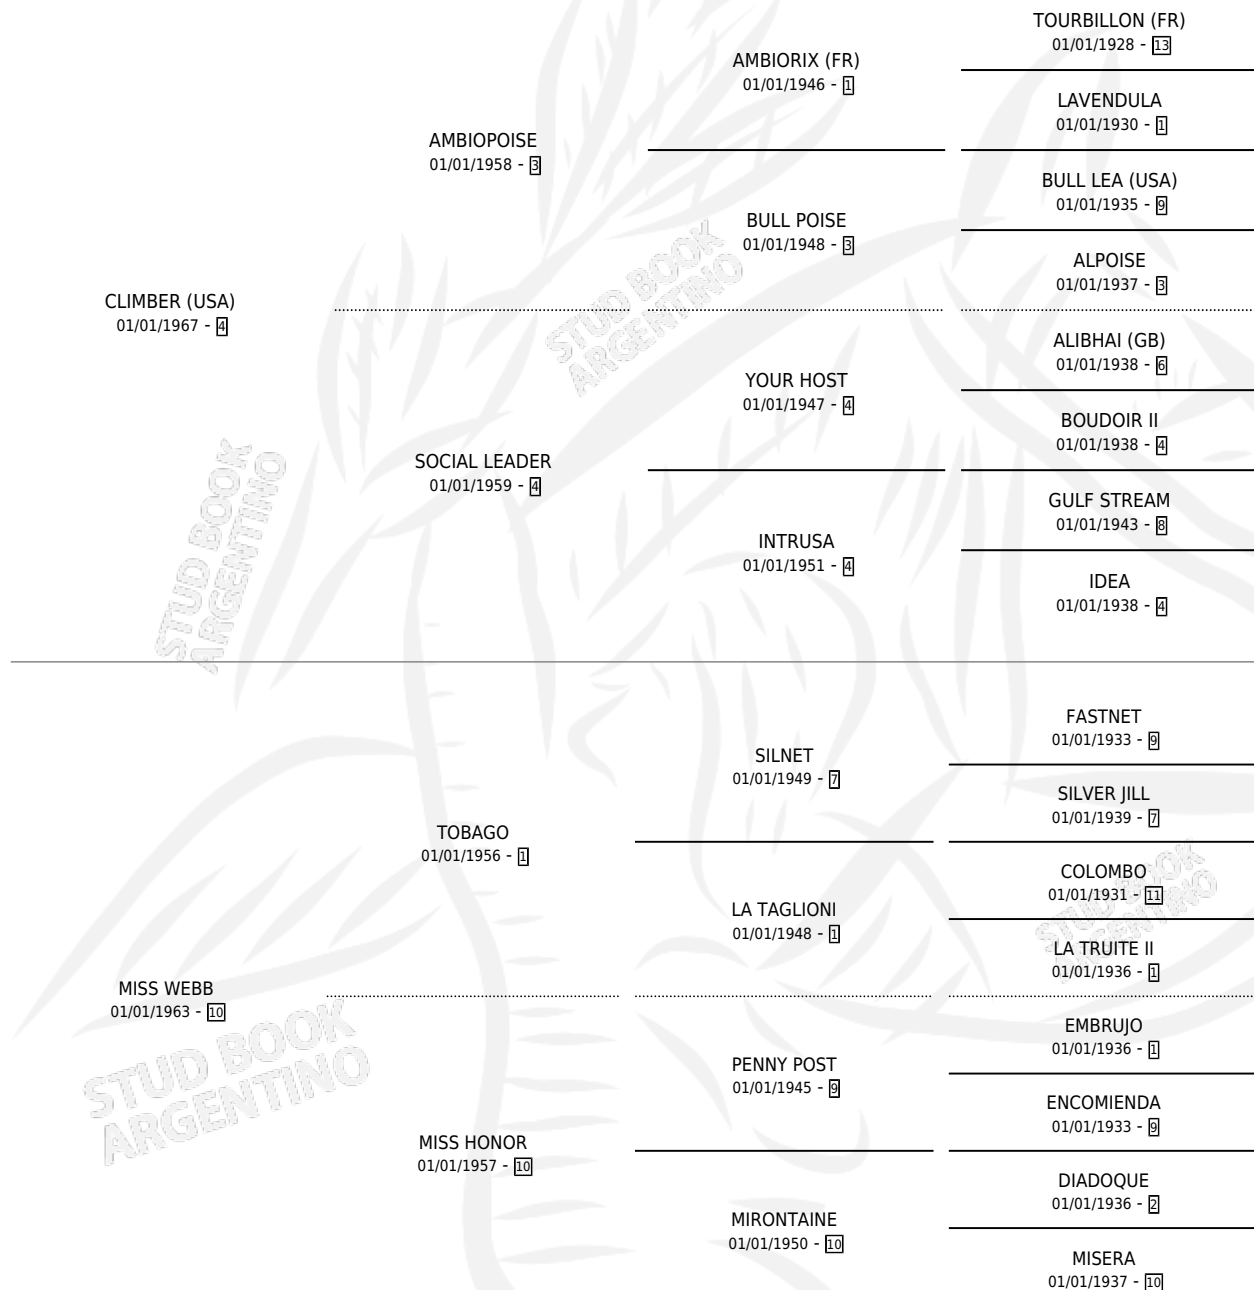 CLIMBER (USA)
01/01/1967 - 4
AMBIOPOISE
01/01/1958 - 3
AMBIORIX (FR)
01/01/1946 - 1
TOURBILLON (FR)
01/01/1928 - 13
LAVENDULA
01/01/1930 - 1
BULL POISE
01/01/1948 - 3
BULL LEA (USA)
01/01/1935 - 9
ALPOISE
01/01/1937 - 3
SOCIAL LEADER
01/01/1959 - 4
YOUR HOST
01/01/1947 - 4
ALIBHAI (GB)
01/01/1938 - 6
BOUDOIR II
01/01/1938 - 4
INTRUSA
01/01/1951 - 4
GULF STREAM
01/01/1943 - 8
IDEA
01/01/1938 - 4
MISS WEBB
01/01/1963 - 10
TOBAGO
01/01/1956 - 1
SILNET
01/01/1949 - 7
FASTNET
01/01/1933 - 9
SILVER JILL
01/01/1939 - 7
LA TAGLIONI
01/01/1948 - 1
COLOMBO
01/01/1931 - 11
LA TRUITE II
01/01/1936 - 1
MISS HONOR
01/01/1957 - 10
PENNY POST
01/01/1945 - 9
EMBRUJO
01/01/1936 - 1
ENCOMIENDA
01/01/1933 - 9
MIRONTAINE
01/01/1950 - 10
DIADOQUE
01/01/1936 - 2
MISERA
01/01/1937 - 10
STUD BOOK
ARGENTINO
STUD BOOK
ARGENTINO
STUD BOOK
ARGENTINO
STUD BOOK
ARGENTINO